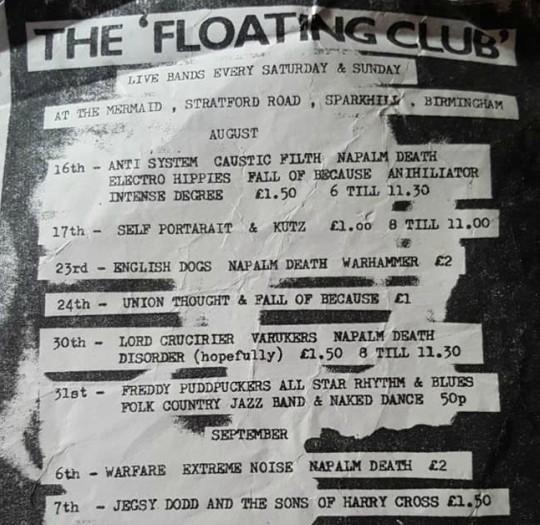 THE 'FLOATING CLUB'
LIVE BANDS EVERY SATURDAY & SUNDAY
AT THE MERMAID , STRATFORD ROAD , SPARKHILL . BIRMINGHAM
AUGUST
16th - ANTI SYSTEM CAUSTIC FILTH NAPALM DEATH
ELECTRO HIPPIES FALL OF BECAUSE ANIHILIATOR
INTENSE DEGREE £1.50 6 TILL 11.30
17th - SELF PORTARAIT & KUTZ £1.oo 8 TILL 11.00
23rd - ENGLISH DOGS NAPALM DEATH WARHAMMER £2
24th - UNION THOUGHT & FALL OF BECAUSE £1
30th - LORD CRUCIRIER VARUKERS NAPALM DEATH
DISORDER (hopefully) £1.50 8 TILL 11.30
31st - FREDDY PUDDPUCKERS ALL STAR RHYTHM & BLUES
FOLK COUNTRY JAZZ BAND & NAKED DANCE 50p
SEPTEMBER
6th - WARFARE EXTREME NOISE NAPALM DEATH £2
7th - JEGSY DODD AND THE SONS OF HARRY CROSS £1.50